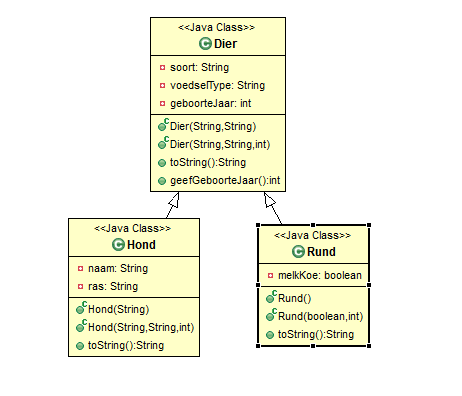 <<Java Class>>
Dier
soort: String
voedselType: String
geboorteJaar: int
Dier(String,String)
Dier(String,String,int)
toString():String
geefGeboorteJaar():int
<<Java Class>>
Hond
naam: String
ras: String
Hond(String)
Hond(String,String,int)
toString():String
<<Java Class>>
Rund
melkKoe: boolean
Rund()
Rund(boolean,int)
toString():String